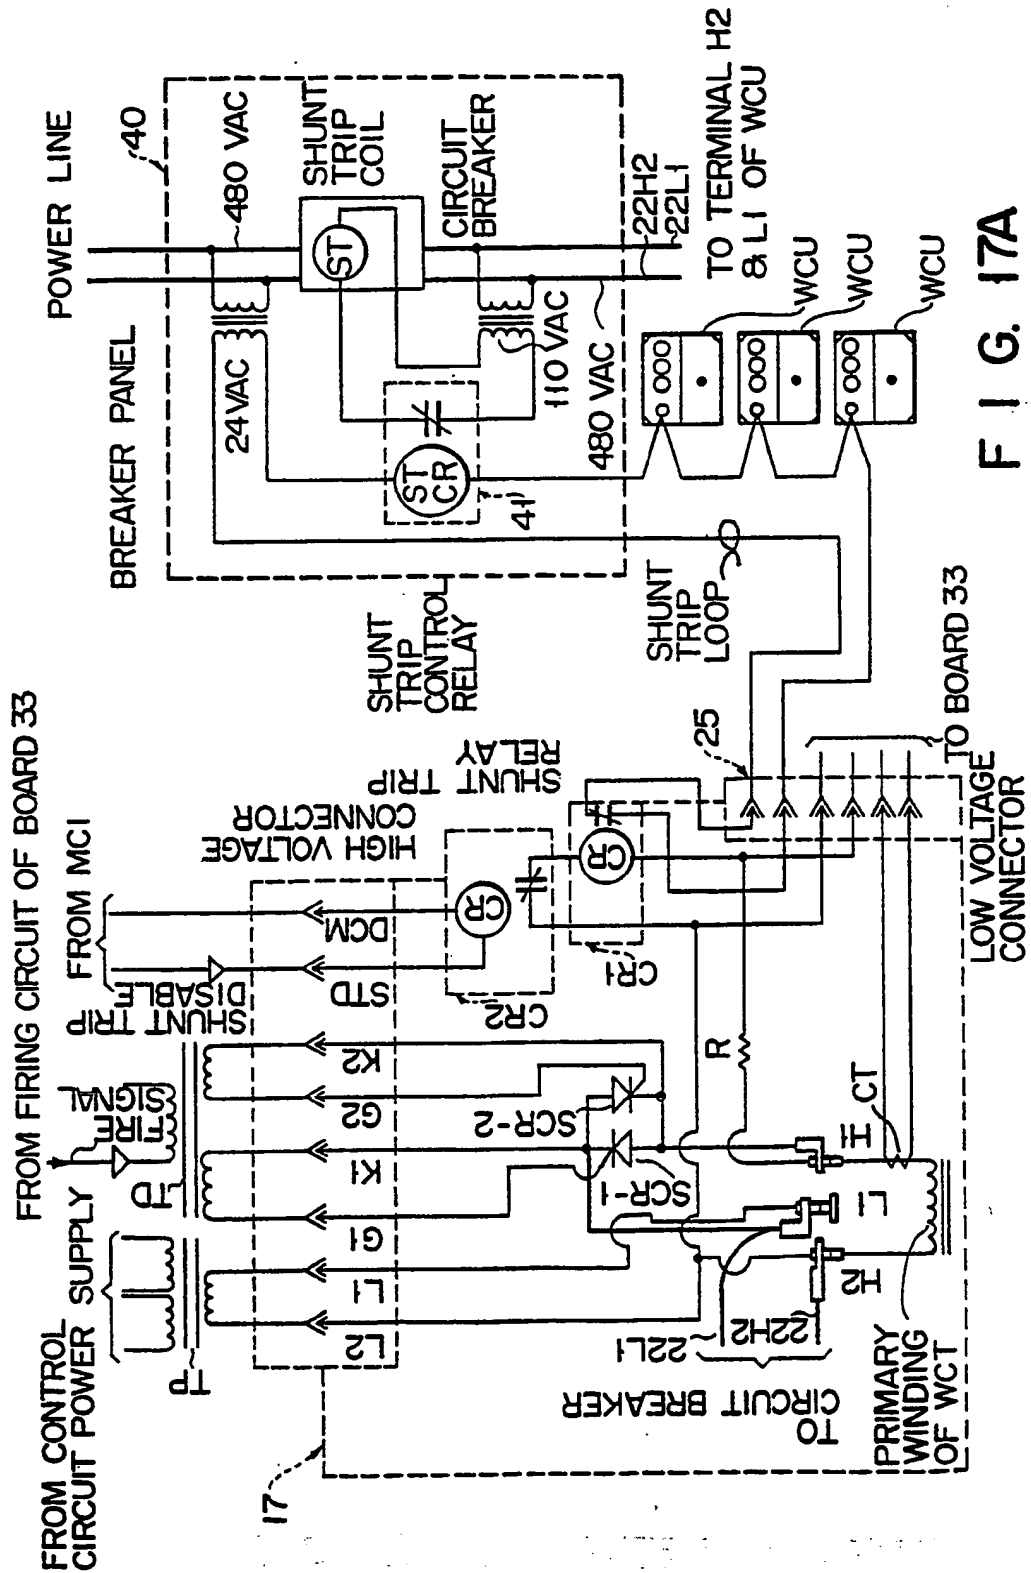 POWER LINE
BREAKER PANEL
40
480 VAC
24VAC
SHUNT
TRIP
COIL
ST
CIRCUIT
BREAKER
ST
CR
41
110 VAC
480 VAC
22H2
22L1
TO TERMINAL H2
& L1 OF WCU
SHUNT
TRIP
CONTROL
RELAY
SHUNT
TRIP
LOOP
WCU
WCU
WCU
FROM FIRING CIRCUIT OF BOARD 33
FROM MC1
SHUNT TRIP
DISABLE
FIRE
SIGNAL
TD
FROM CONTROL
CIRCUIT POWER SUPPLY
TP
HIGH VOLTAGE
CONNECTOR
L2
L1
G1
K1
G2
K2
STD
DCM
17
CR
CR2
SHUNT TRIP
RELAY
CR
CR1
25
TO BOARD 33
LOW VOLTAGE
CONNECTOR
SCR-2
SCR-1
R
CT
H1
L1
H2
22L1
22H2
TO
CIRCUIT BREAKER
PRIMARY
WINDING
OF WCT
FIG. 17A